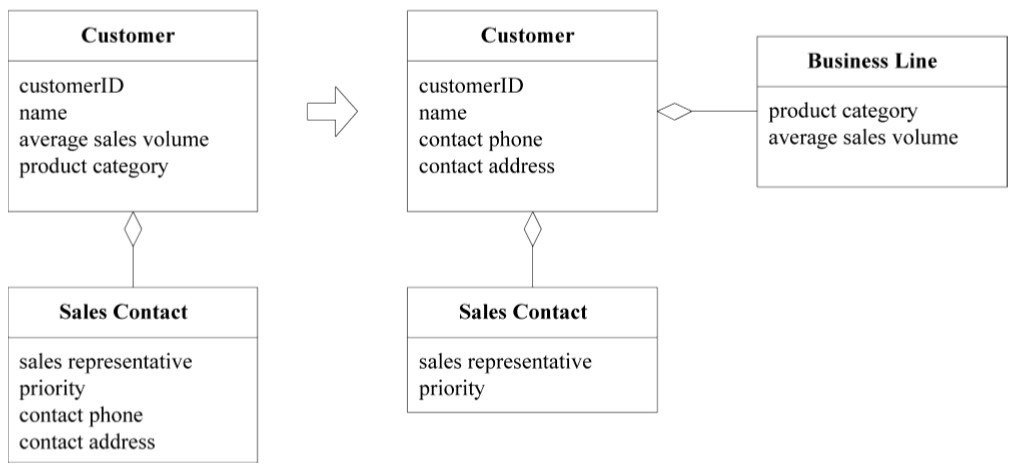 Customer
customerID
name
average sales volume
product category
Sales Contact
sales representative
priority
contact phone
contact address
Customer
customerID
name
contact phone
contact address
Sales Contact
sales representative
priority
Business Line
product category
average sales volume